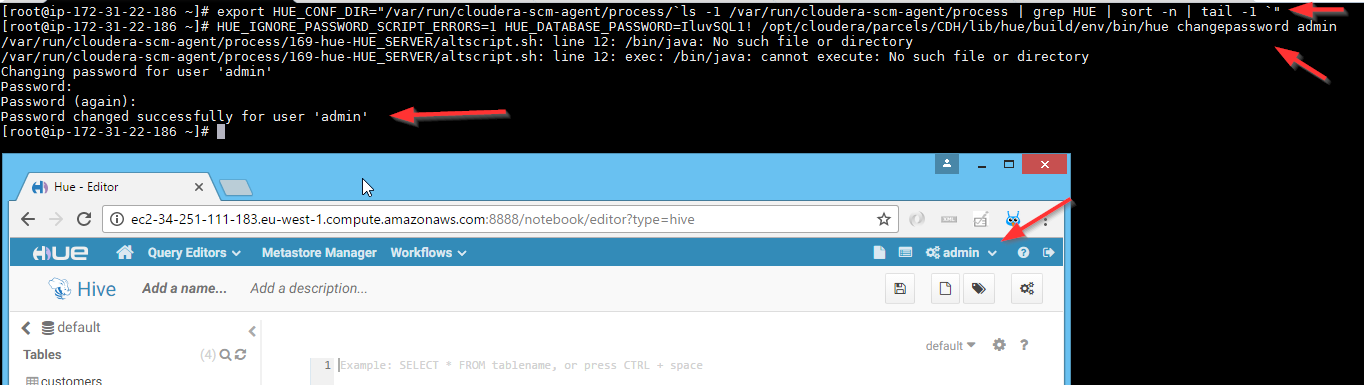 [root@ip-172-31-22-186 ~]# export HUE_CONF_DIR="/var/run/cloudera-scm-agent/process/`ls -1 /var/run/cloudera-scm-agent/process | grep HUE | sort -n | tail -1 `"
[root@ip-172-31-22-186 ~]# HUE_IGNORE_PASSWORD_SCRIPT_ERRORS=1 HUE_DATABASE_PASSWORD=IluvSQL1! /opt/cloudera/parcels/CDH/lib/hue/build/env/bin/hue changepassword admin
/var/run/cloudera-scm-agent/process/169-hue-HUE_SERVER/altscript.sh: line 12: /bin/java: No such file or directory
/var/run/cloudera-scm-agent/process/169-hue-HUE_SERVER/altscript.sh: line 12: exec: /bin/java: cannot execute: No such file or directory
Changing password for user 'admin'
Password:
Password (again):
Password changed successfully for user 'admin'
[root@ip-172-31-22-186 ~]#
Hue - Editor
ec2-34-251-111-183.eu-west-1.compute.amazonaws.com:8888/notebook/editor?type=hive
HUE Query Editors Metastore Manager Workflows admin
Hive Add a name... Add a description...
default
Tables (4)
default ?
1 Example: SELECT * FROM tablename, or press CTRL + space
customers